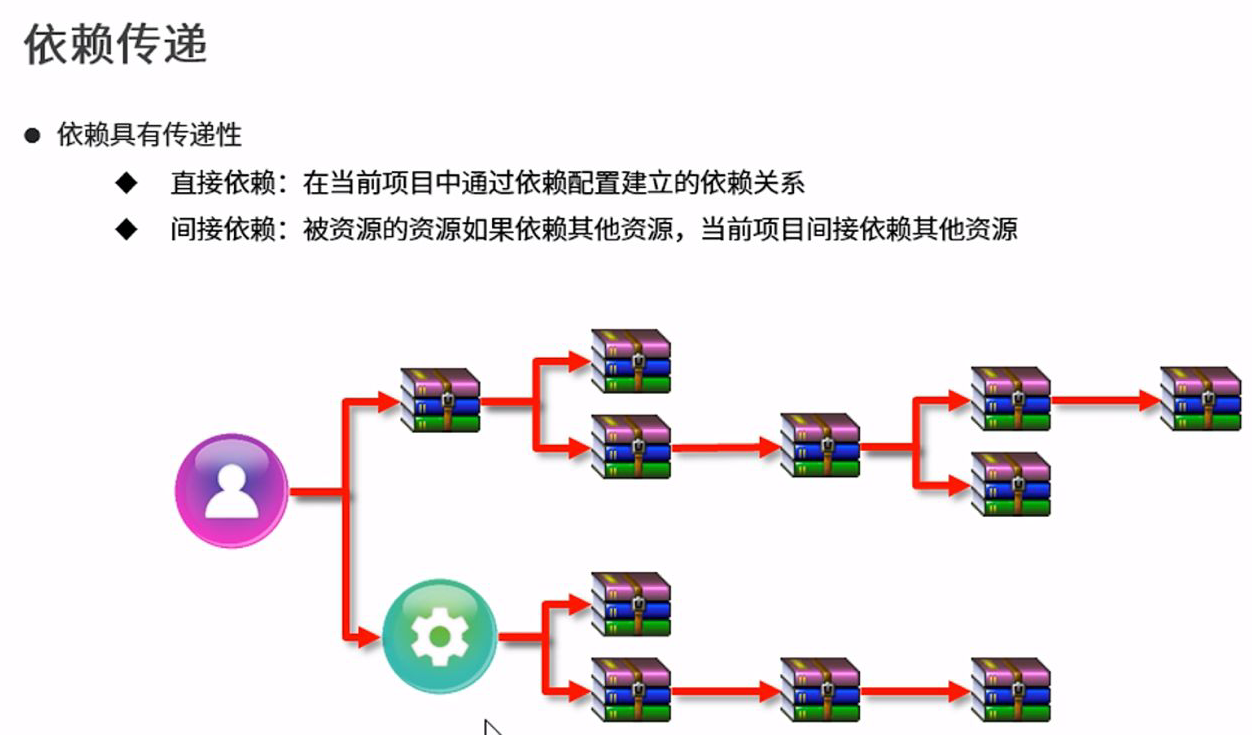 依赖传递
● 依赖具有传递性
◆ 直接依赖：在当前项目中通过依赖配置建立的依赖关系
◆ 间接依赖：被资源的资源如果依赖其他资源，当前项目间接依赖其他资源